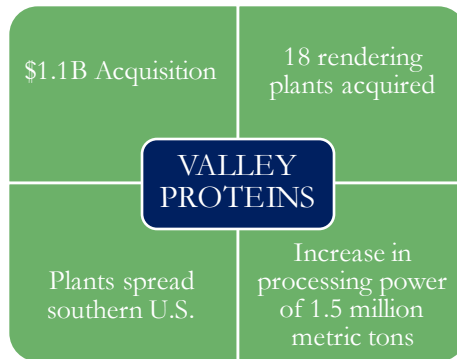 $1.1B Acquisition
18 rendering
plants acquired
VALLEY
PROTEINS
Plants spread
southern U.S.
Increase in
processing power
of 1.5 million
metric tons